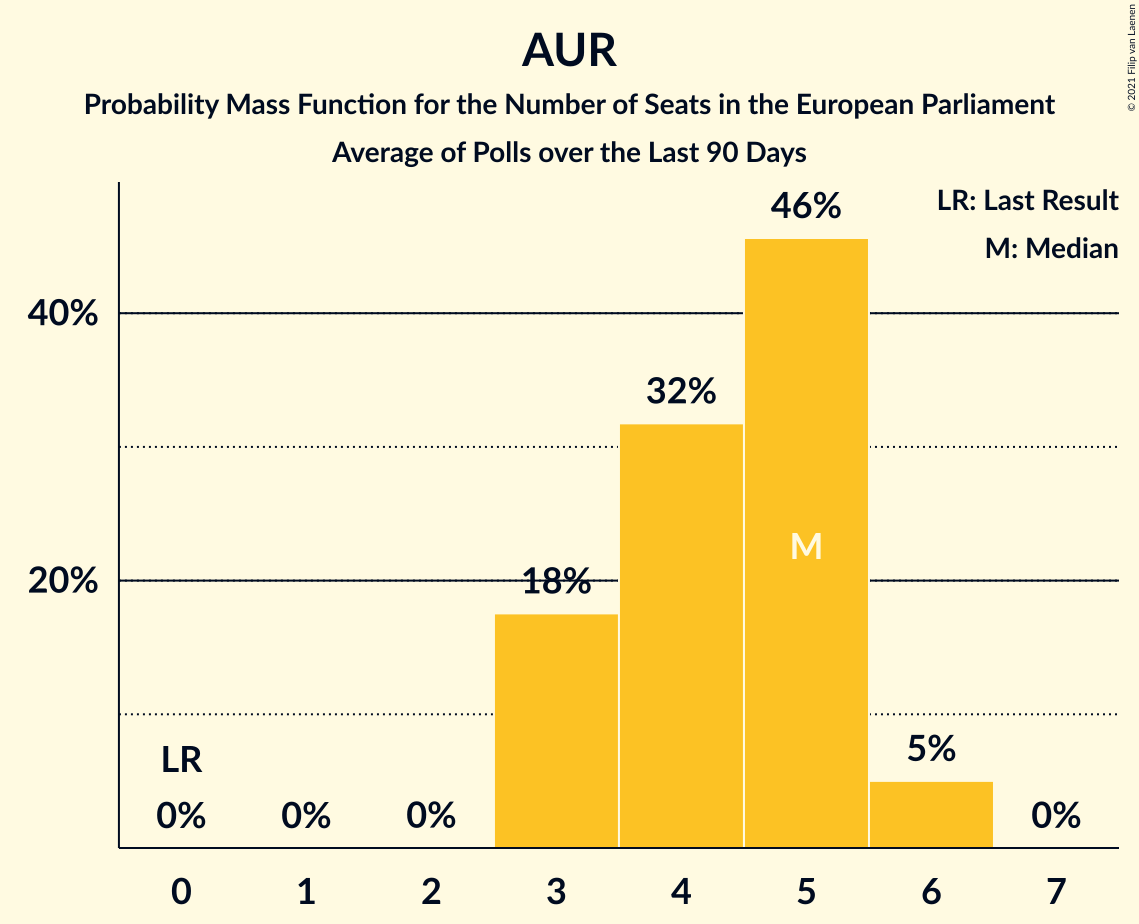 AUR
Probability Mass Function for the Number of Seats in the European Parliament
Average of Polls over the Last 90 Days
© 2021 Filip van Laenen
LR: Last Result
M: Median
46%
40%
32%
M
20%
18%
LR
5%
0%
0%
0%
0%
0 1 2 3 4 5 6 7